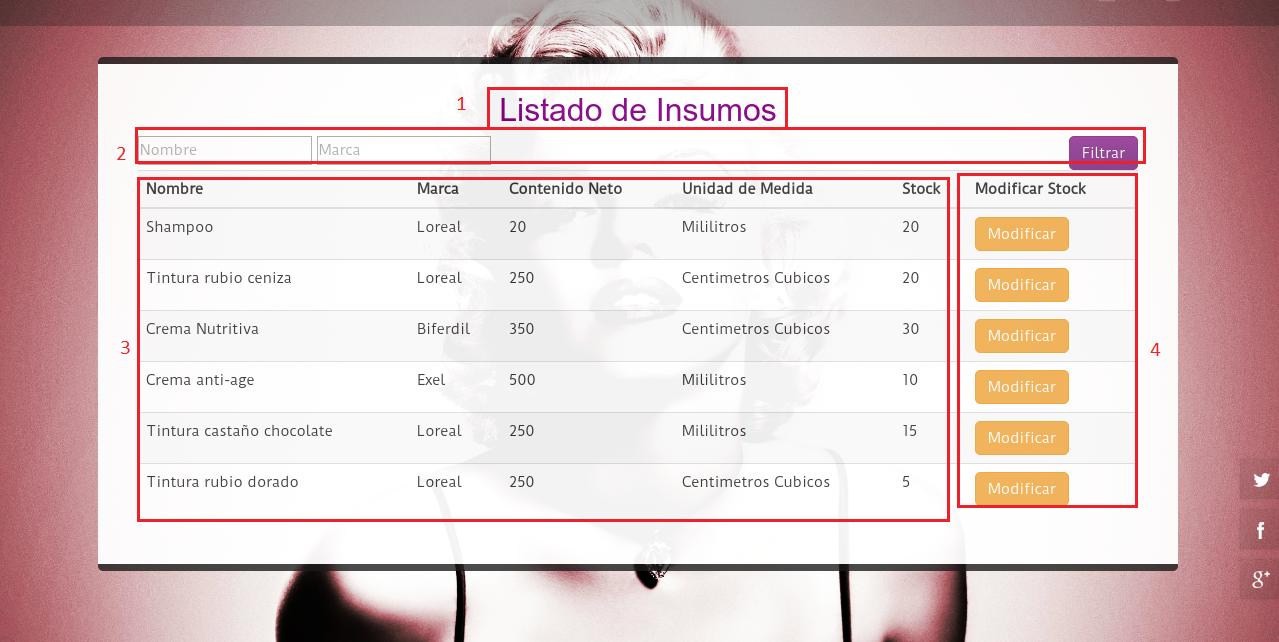 1 Listado de Insumos
2 Nombre Marca Filtrar
Nombre Marca Contenido Neto Unidad de Medida Stock Modificar Stock
Shampoo Loreal 20 Mililitros 20 Modificar
Tintura rubio ceniza Loreal 250 Centimetros Cubicos 20 Modificar
Crema Nutritiva Biferdil 350 Centimetros Cubicos 30 Modificar
3 4
Crema anti-age Exel 500 Mililitros 10 Modificar
Tintura castaño chocolate Loreal 250 Mililitros 15 Modificar
Tintura rubio dorado Loreal 250 Centimetros Cubicos 5 Modificar
f
g+